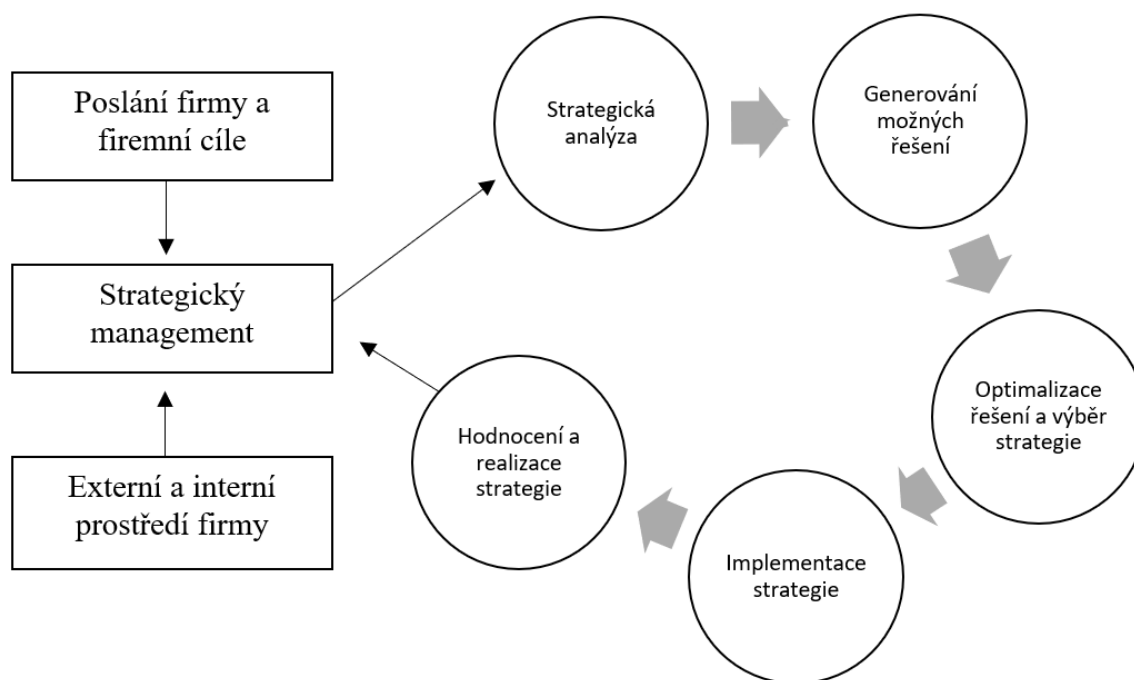 Poslání firmy a
firemní cíle
Strategický
management
Externí a interní
prostředí firmy
Strategická
analýza
Generování
možných
řešení
Optimalizace
řešení a výběr
strategie
Implementace
strategie
Hodnocení a
realizace
strategie